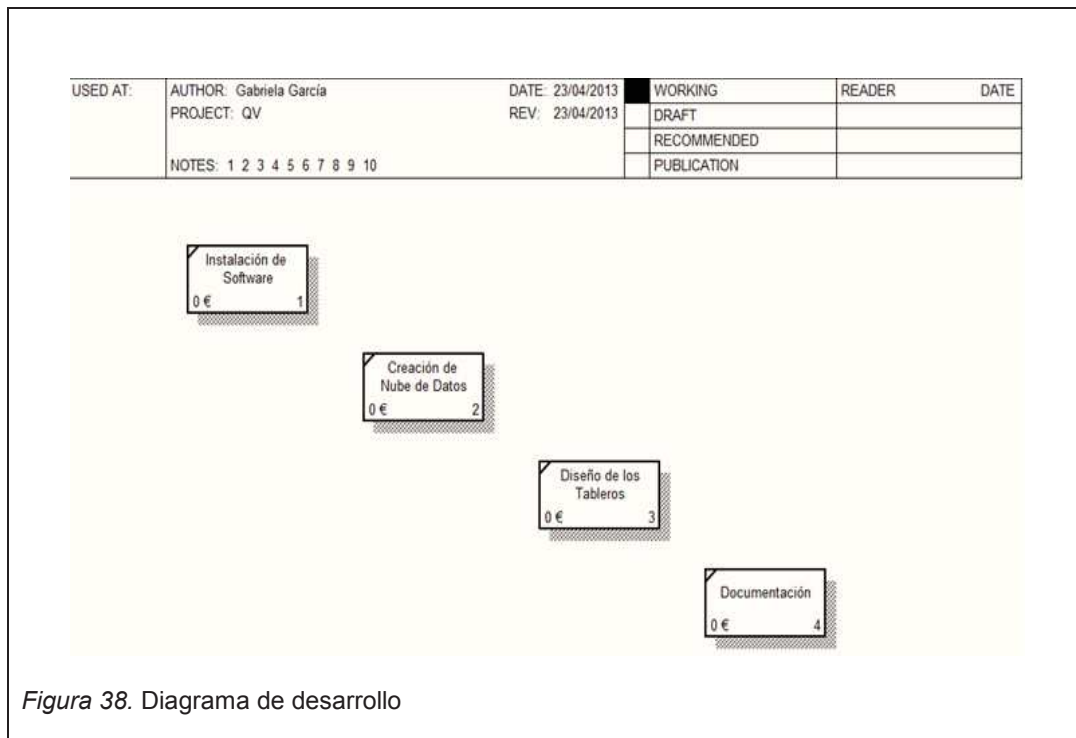 USED AT:
AUTHOR: Gabriela García
DATE: 23/04/2013
WORKING
READER
DATE
PROJECT: QV
REV: 23/04/2013
DRAFT
RECOMMENDED
NOTES: 1 2 3 4 5 6 7 8 9 10
PUBLICATION
Instalación de
Software
0 € 1
Creación de
Nube de Datos
0 € 2
Diseño de los
Tableros
0 € 3
Documentación
0 € 4
Figura 38. Diagrama de desarrollo